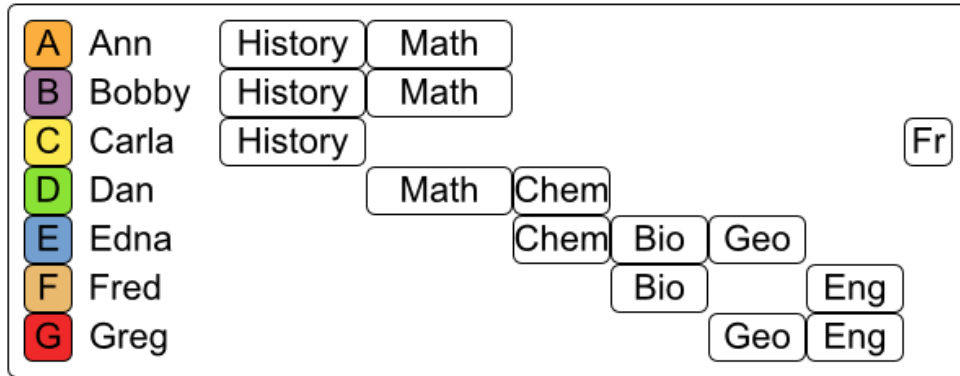 A Ann History Math
B Bobby History Math
C Carla History Fr
D Dan Math Chem
E Edna Chem Bio Geo
F Fred Bio Eng
G Greg Geo Eng